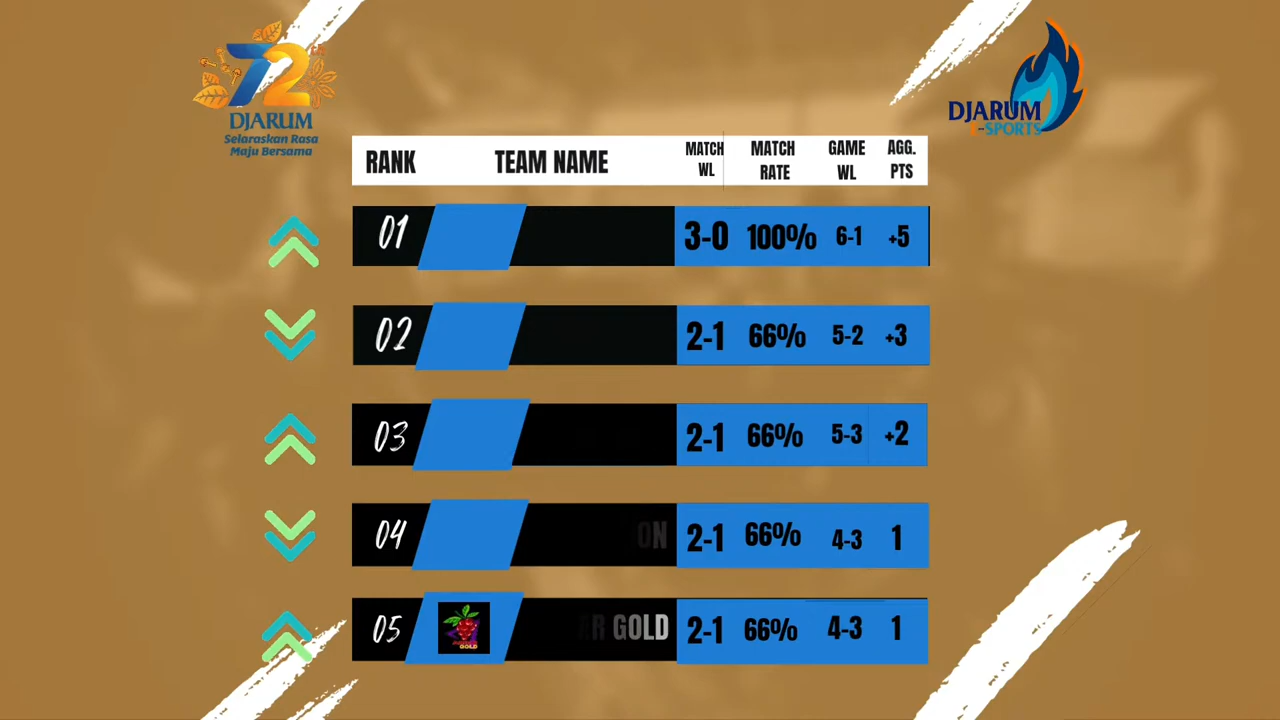 72
DJARUM
Selaraskan Rasa
Maju Bersama
DJARUM
E-SPORTS
RANK TEAM NAME MATCH WL MATCH RATE GAME WL AGG. PTS
01 3-0 100% 6-1 +5
02 2-1 66% 5-2 +3
03 2-1 66% 5-3 +2
04 ON 2-1 66% 4-3 1
05 GOLD 2-1 66% 4-3 1
GOLD